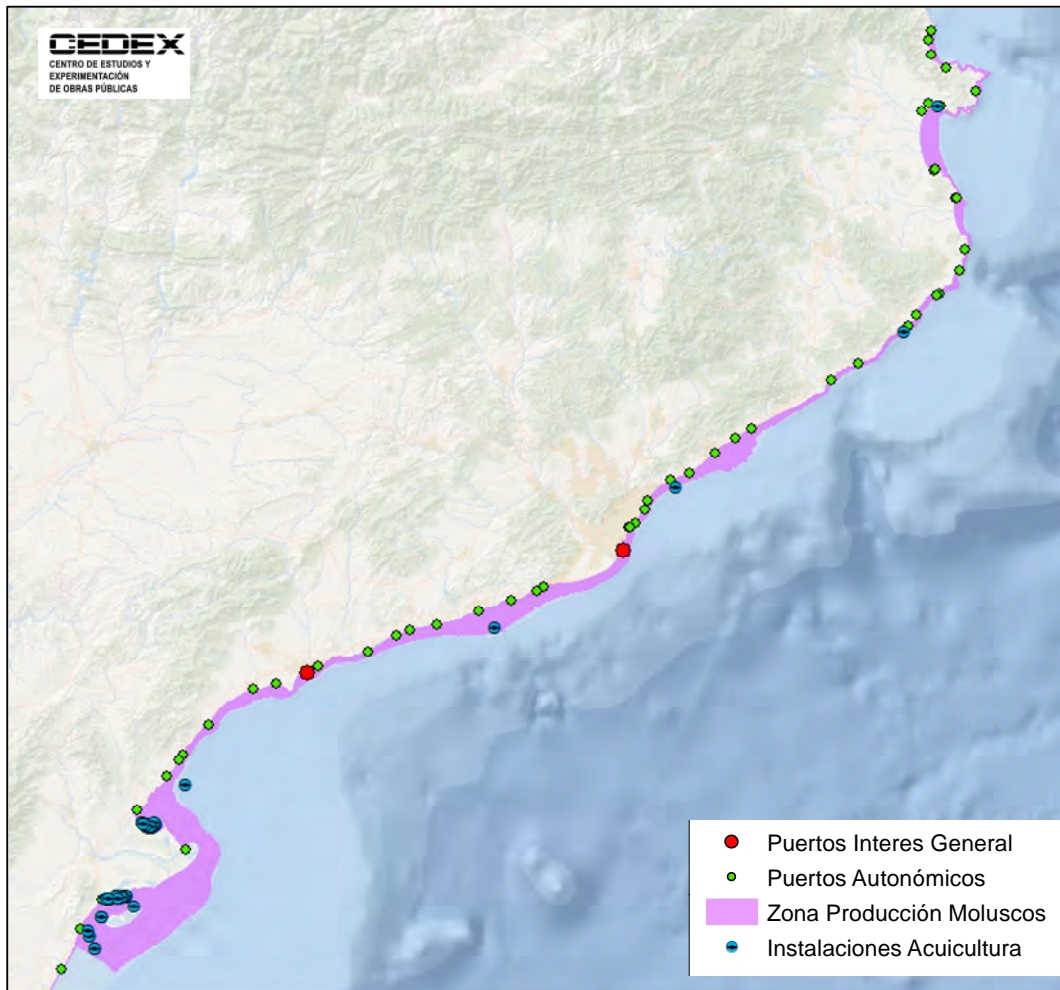 CEDEX
CENTRO DE ESTUDIOS Y
EXPERIMENTACIÓN
DE OBRAS PÚBLICAS
Puertos Interes General
Puertos Autonómicos
Zona Producción Moluscos
Instalaciones Acuicultura